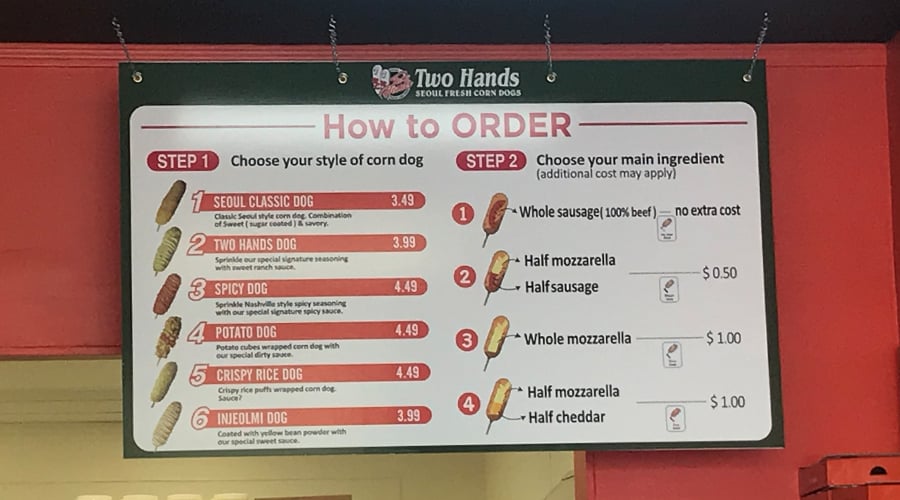 Two Hands
SEOUL FRESH CORN DOGS
How to ORDER
STEP 1 Choose your style of corn dog
1 SEOUL CLASSIC DOG 3.49
Classic Seoul style corn dog. Combination
of Sweet ( sugar coated ) & savory.
2 TWO HANDS DOG 3.99
Sprinkle our special signature seasoning
with sweet ranch sauce.
3 SPICY DOG 4.49
Sprinkle Nashville style spicy seasoning
with our special signature spicy sauce.
4 POTATO DOG 4.49
Potato cubes wrapped corn dog with
our special dirty sauce.
5 CRISPY RICE DOG 4.49
Crispy rice puffs wrapped corn dog.
Sauce?
6 INJEOLMI DOG 3.99
Coated with yellow bean powder with
our special sweet sauce.
STEP 2 Choose your main ingredient
(additional cost may apply)
1 Whole sausage( 100% beef ) no extra cost
2 Half mozzarella
Half sausage
$ 0.50
3 Whole mozzarella $ 1.00
4 Half mozzarella
Half cheddar
$ 1.00